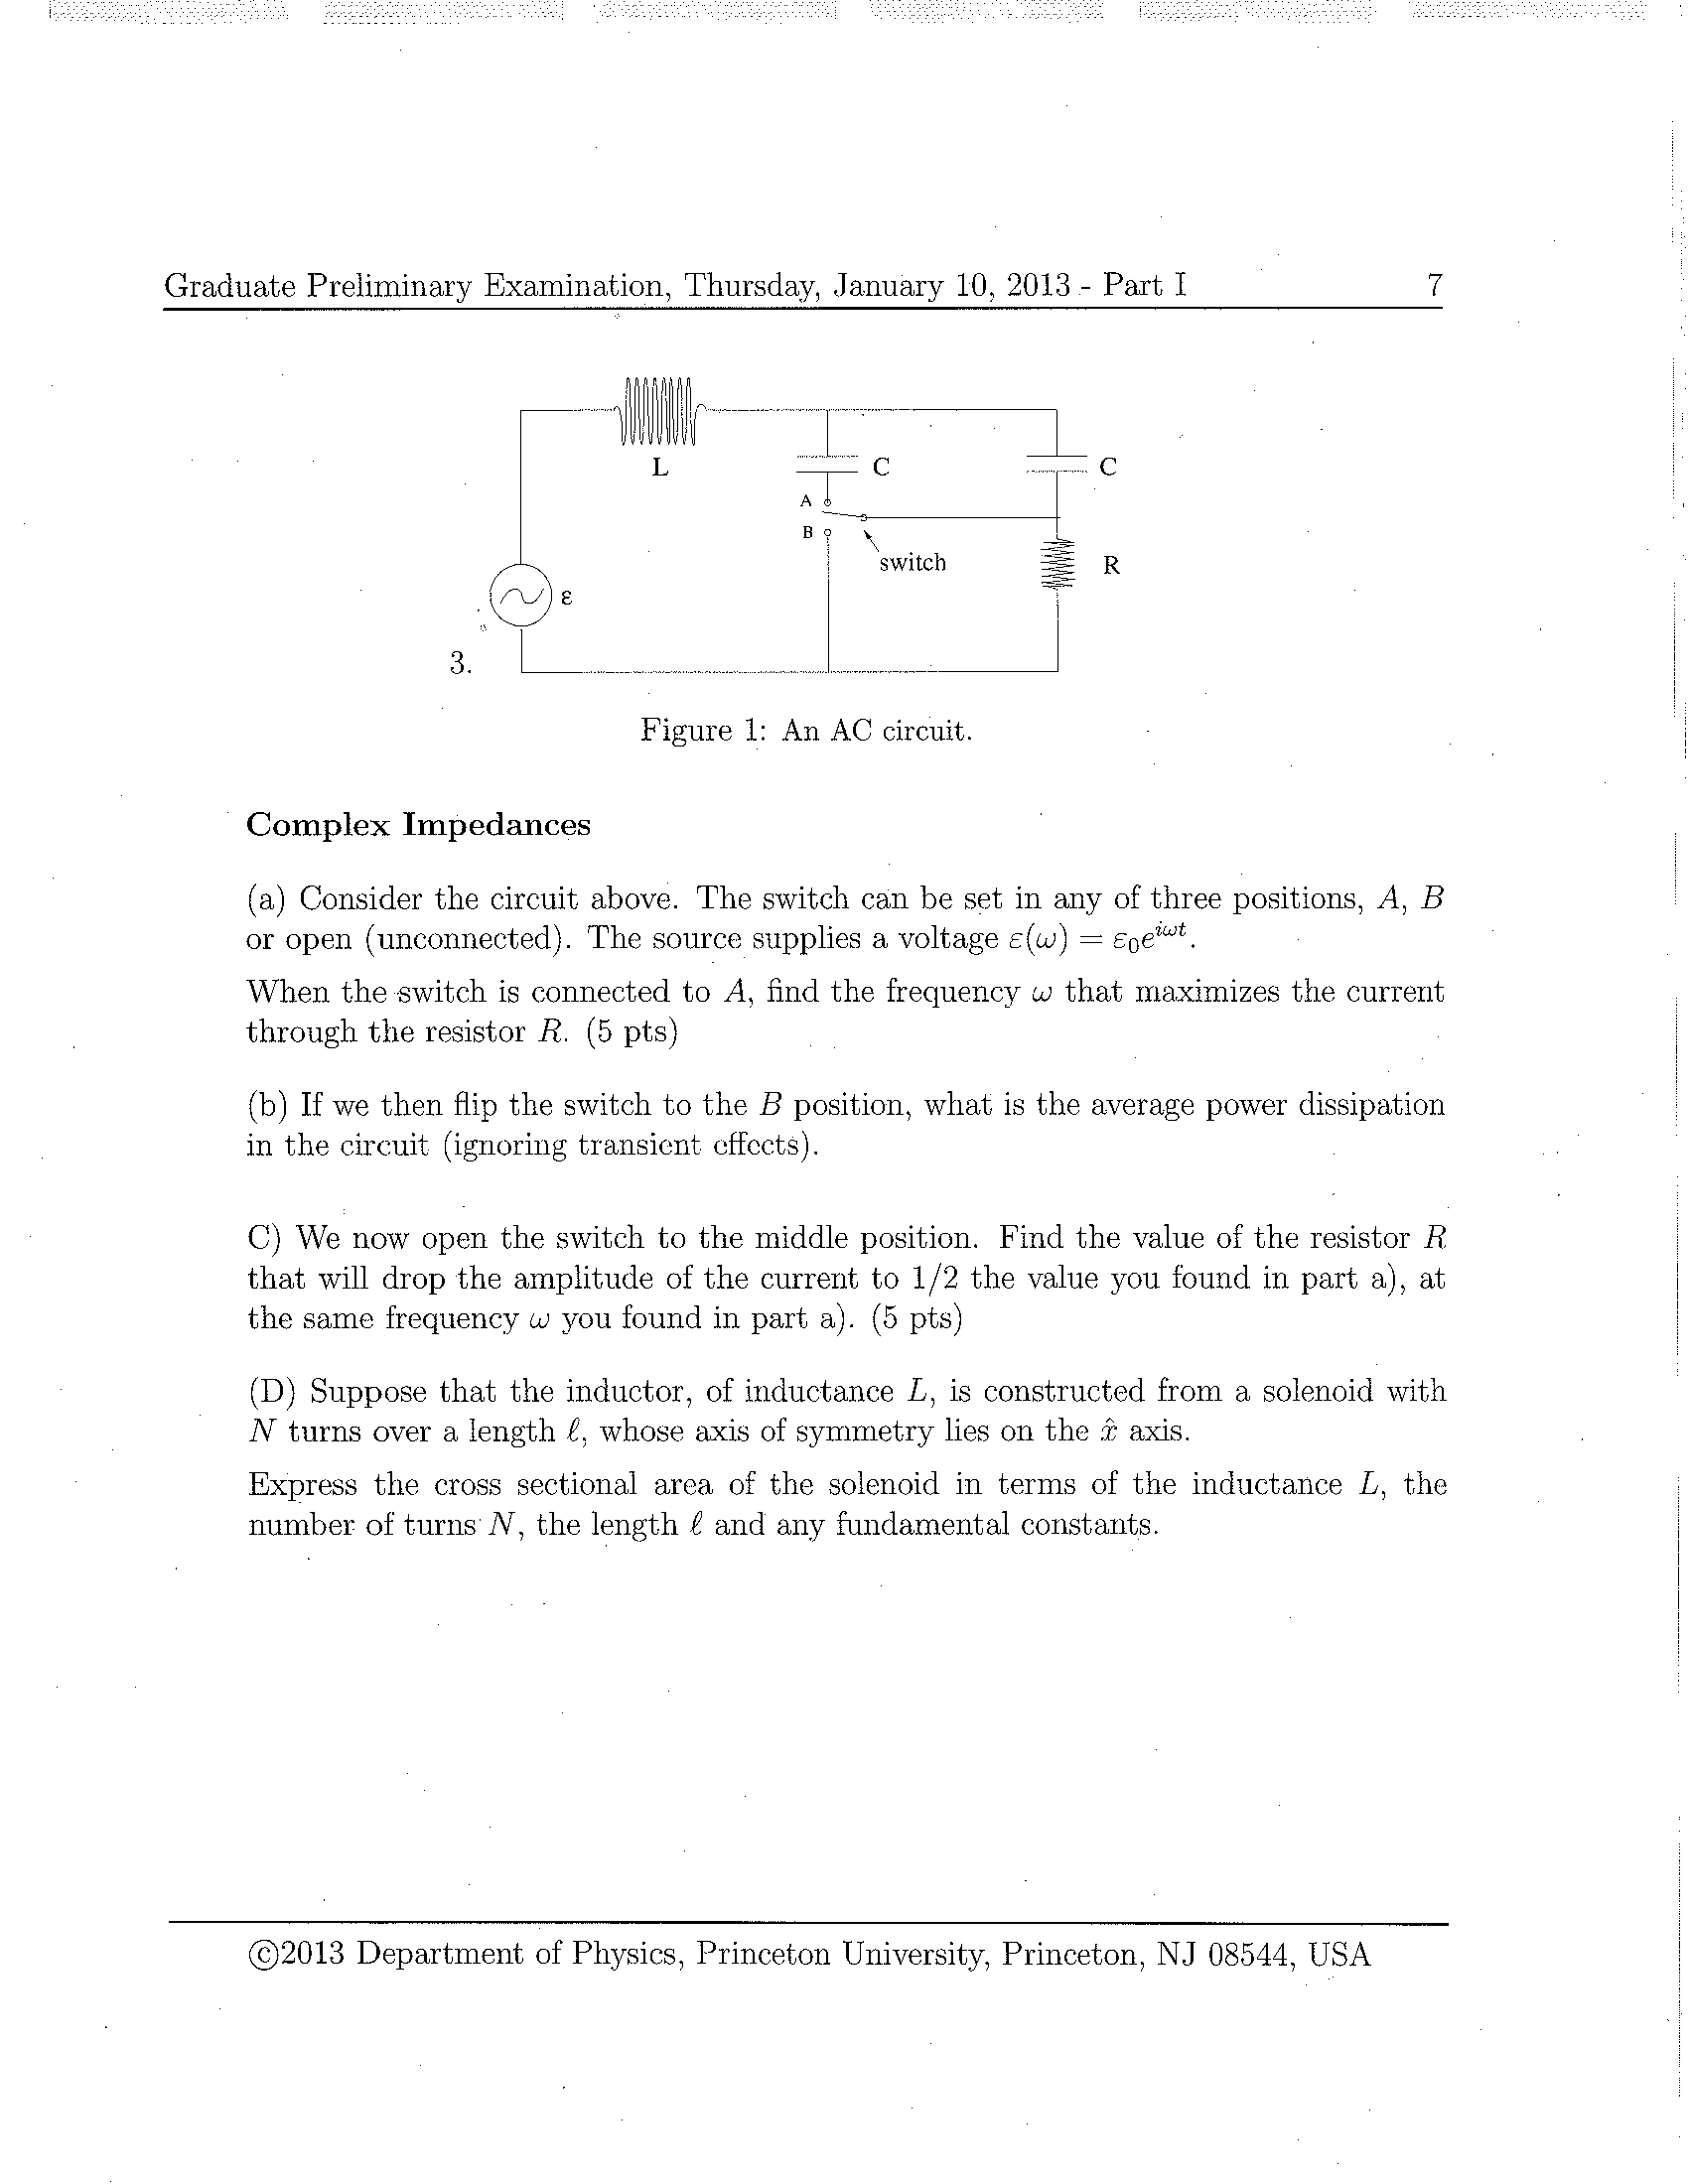 Graduate Preliminary Examination, Thursday, January 10, 2013 - Part I 7
L
C
C
A
B
switch
R
ε
3.
Figure 1: An AC circuit.
Complex Impedances
(a) Consider the circuit above. The switch can be set in any of three positions, A, B
or open (unconnected). The source supplies a voltage ε(ω) = ε₀e^{iωt}.
When the switch is connected to A, find the frequency ω that maximizes the current
through the resistor R. (5 pts)
(b) If we then flip the switch to the B position, what is the average power dissipation
in the circuit (ignoring transient effects).
C) We now open the switch to the middle position. Find the value of the resistor R
that will drop the amplitude of the current to 1/2 the value you found in part a), at
the same frequency ω you found in part a). (5 pts)
(D) Suppose that the inductor, of inductance L, is constructed from a solenoid with
N turns over a length ℓ, whose axis of symmetry lies on the x̂ axis.
Express the cross sectional area of the solenoid in terms of the inductance L, the
number of turns N, the length ℓ and any fundamental constants.
©2013 Department of Physics, Princeton University, Princeton, NJ 08544, USA